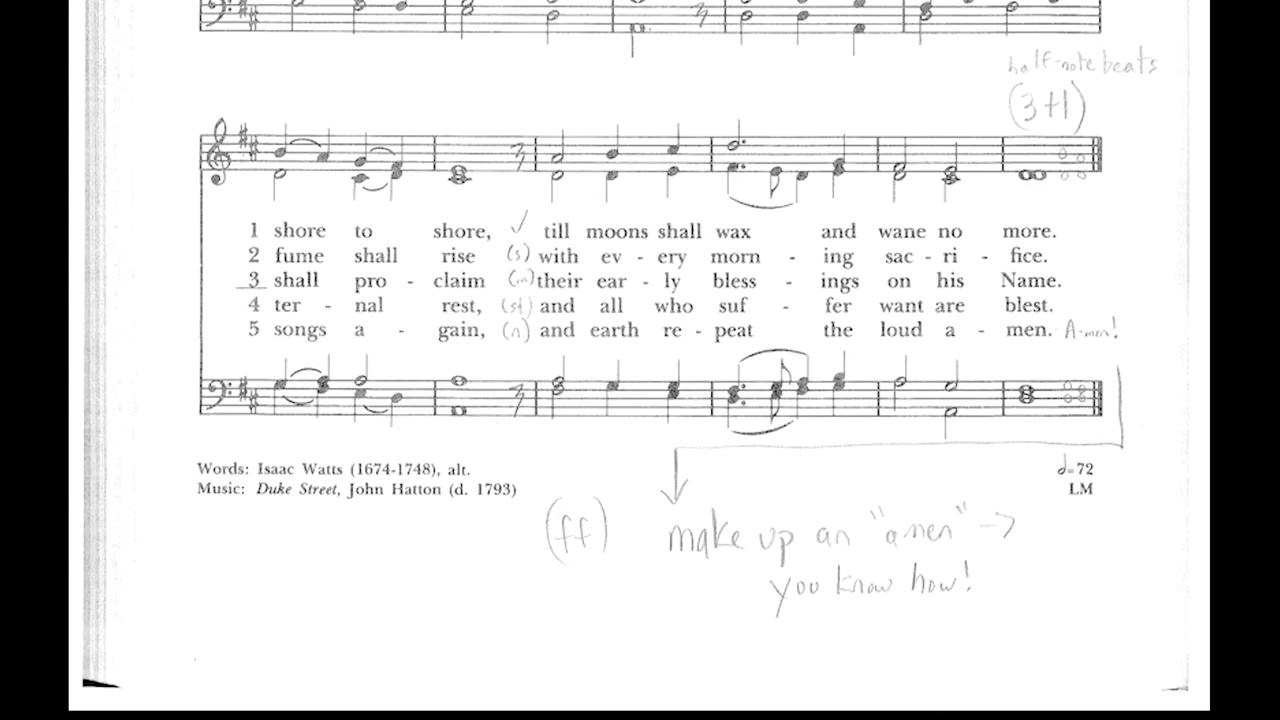 half-note beats
(3+1)
1 shore to shore, till moons shall wax and wane no more.
2 fume shall rise (s) with ev - ery morn - ing sac - ri - fice.
3 shall pro - claim (m) their ear - ly bless - ings on his Name.
4 ter - nal rest, (st) and all who suf - fer want are blest.
5 songs a - gain, (n) and earth re - peat the loud a - men. A-men!
Words: Isaac Watts (1674-1748), alt.
Music: Duke Street, John Hatton (d. 1793)
=72
LM
(ff) make up an "amen" ->
you know how!